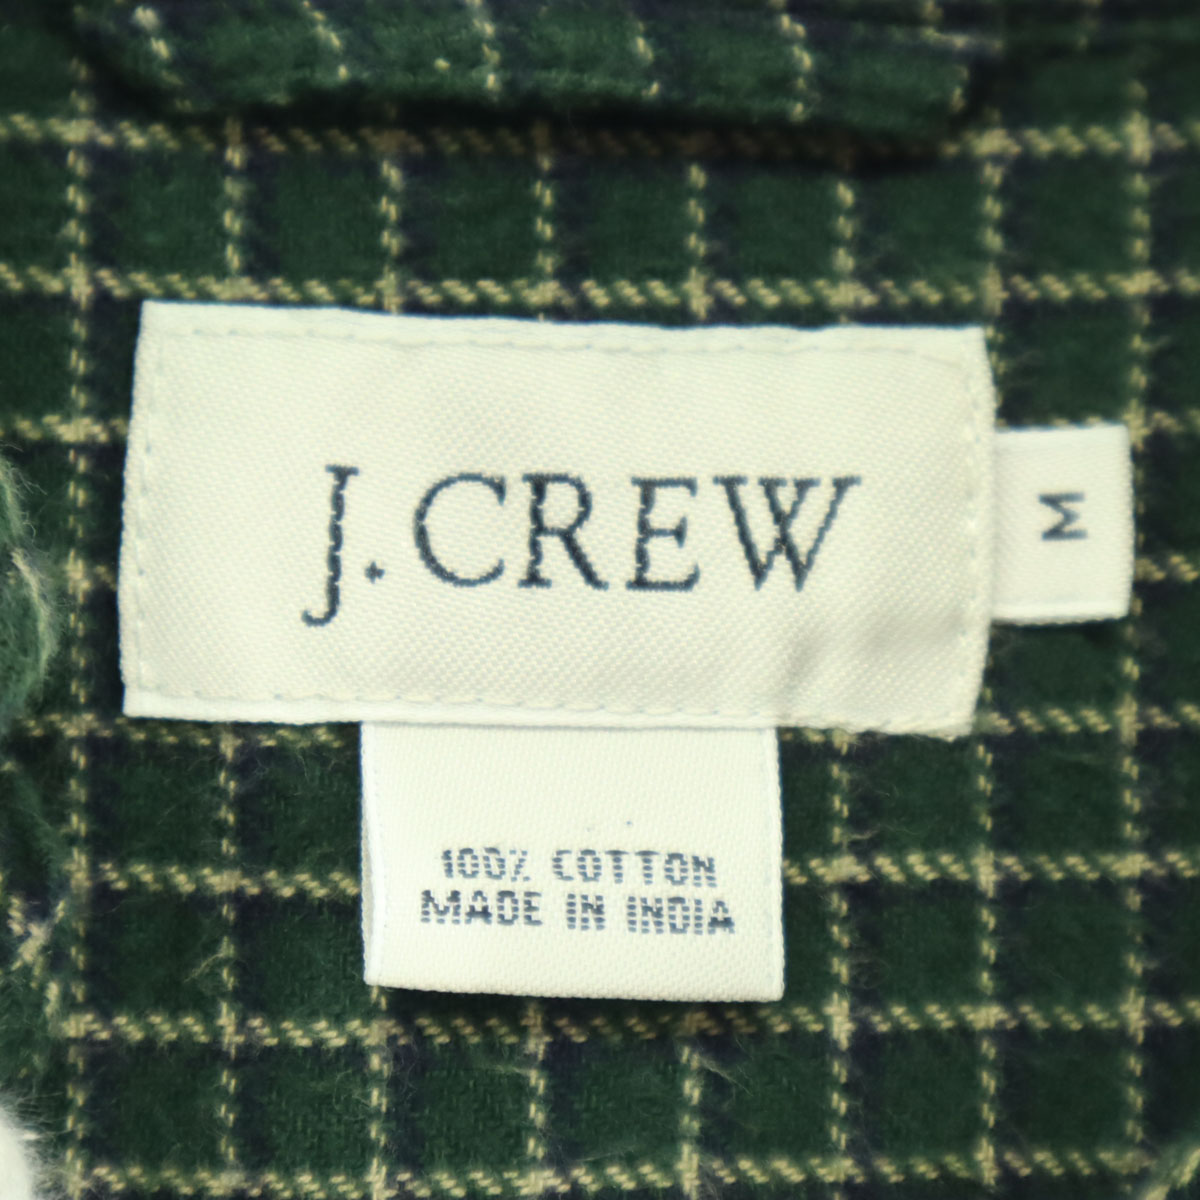 J.CREW
M
100% COTTON
MADE IN INDIA